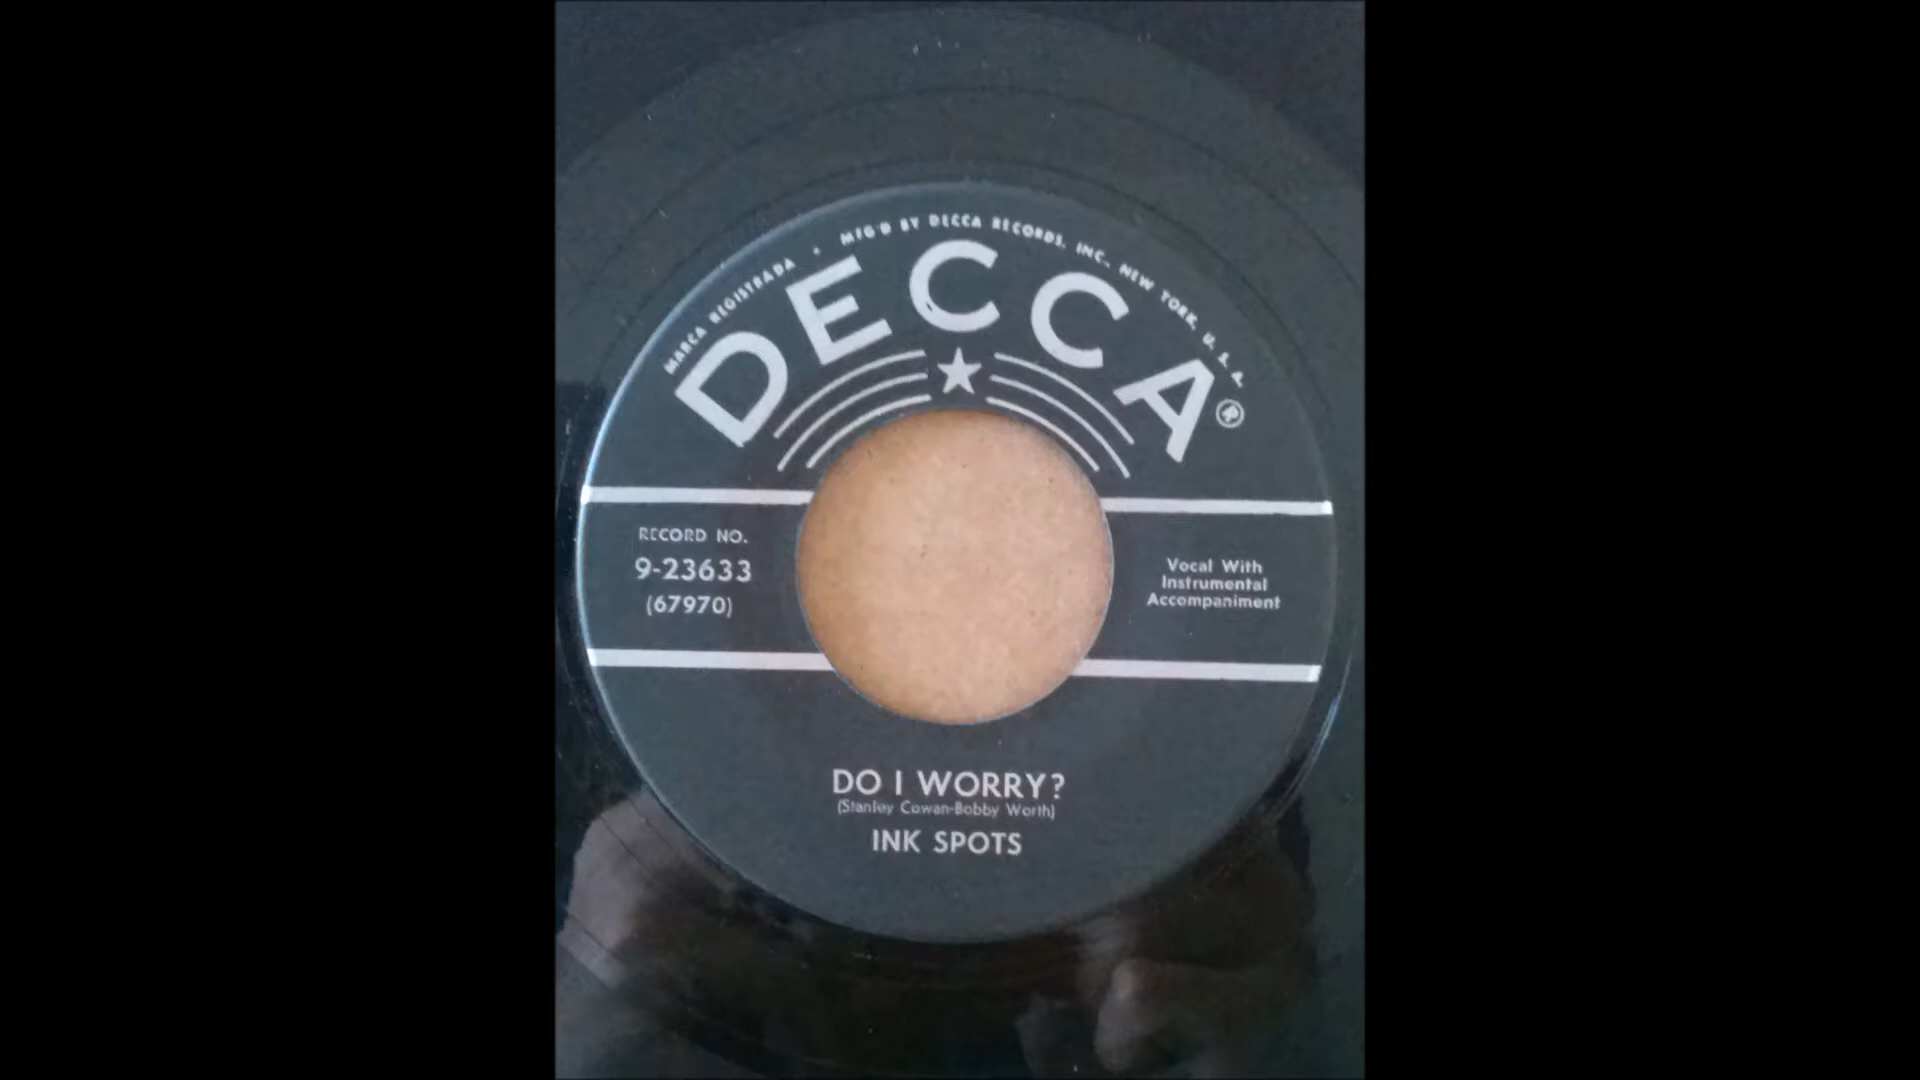 MARCA REGISTRADA • MFG'D BY DECCA RECORDS, INC., NEW YORK, U. S. A.
DECCA®
RECORD NO.
9-23633
(67970)
Vocal With
Instrumental
Accompaniment
DO I WORRY?
(Stanley Cowan-Bobby Worth)
INK SPOTS